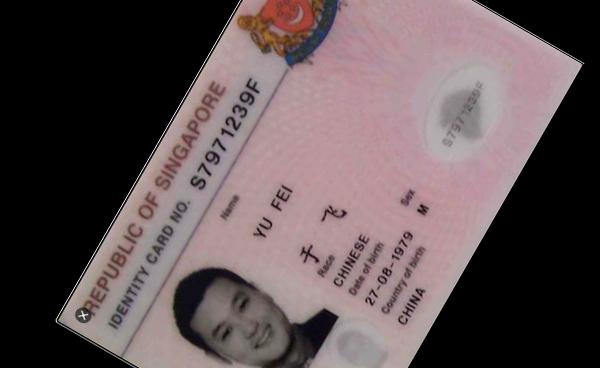 REPUBLIC OF SINGAPORE
IDENTITY CARD NO. S7971239F
Name
YU FEI
于 飞
Race
CHINESE
Date of birth
Sex
27-08-1979
M
Country of birth
CHINA
S7971239F